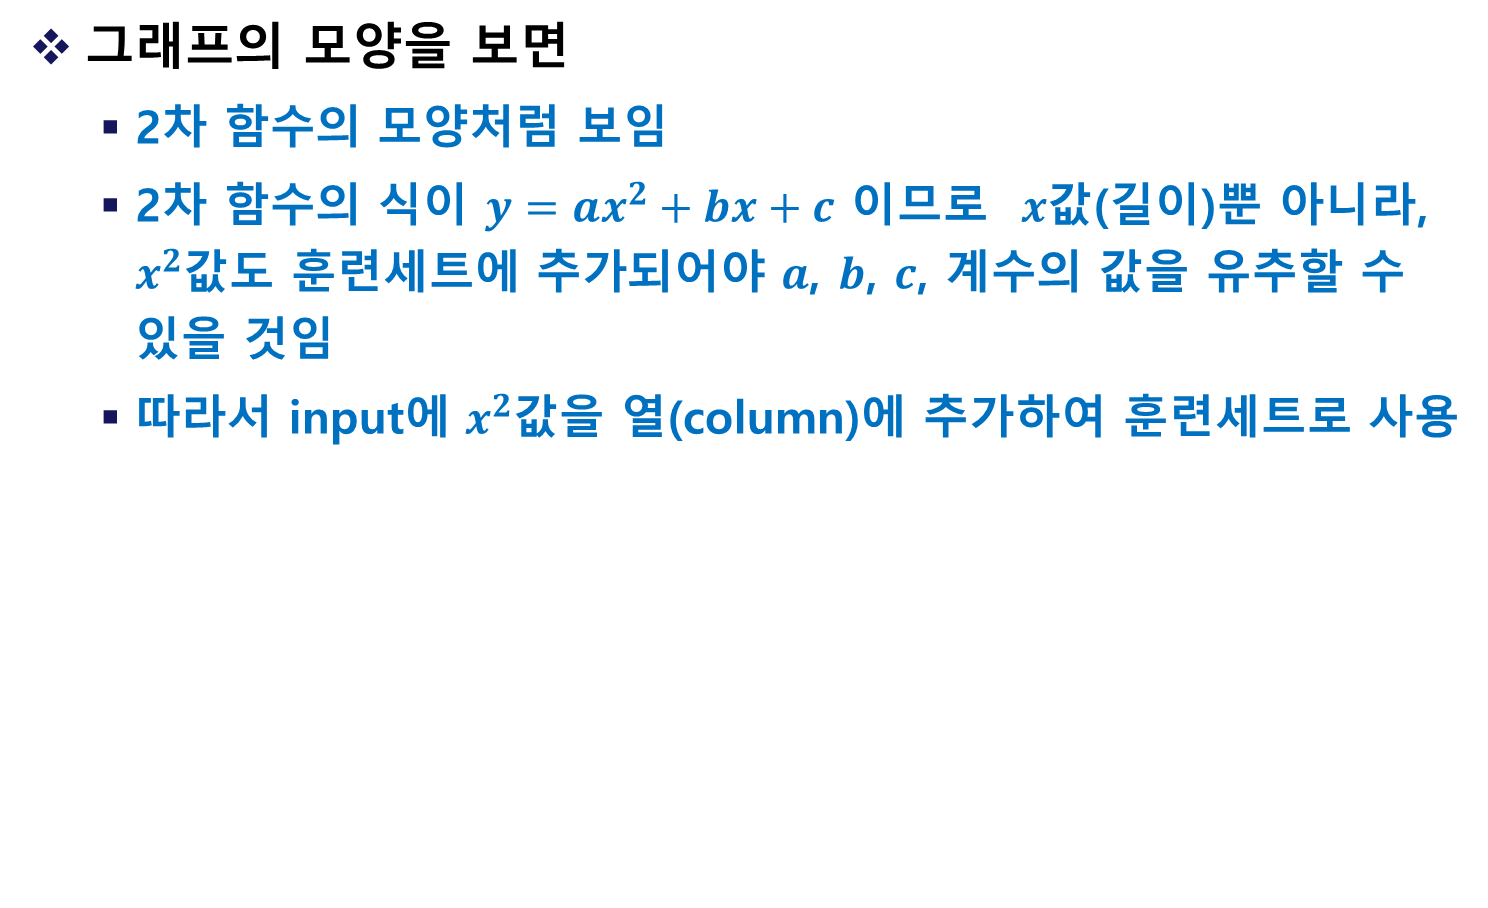 ❖ 그래프의 모양을 보면
▪ 2차 함수의 모양처럼 보임
▪ 2차 함수의 식이 y = ax² + bx + c 이므로 x값(길이)뿐 아니라,
x²값도 훈련세트에 추가되어야 a, b, c, 계수의 값을 유추할 수
있을 것임
▪ 따라서 input에 x²값을 열(column)에 추가하여 훈련세트로 사용